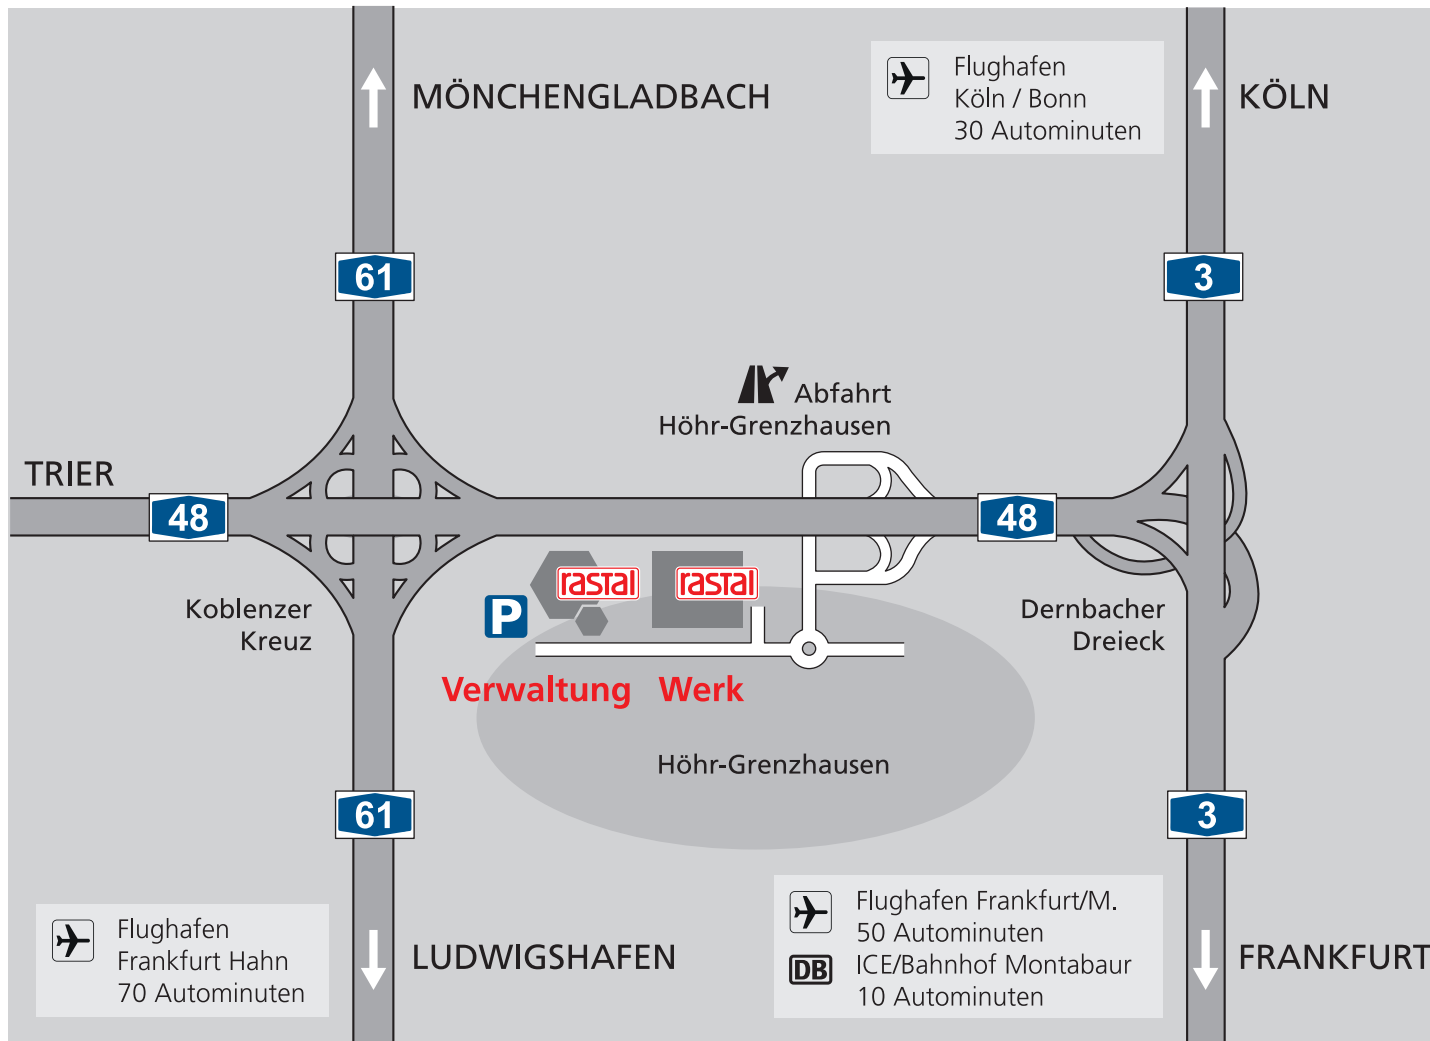 MÖNCHENGLADBACH
Flughafen
Köln / Bonn
30 Autominuten
KÖLN
61
3
Abfahrt
Höhr-Grenzhausen
TRIER
48
48
rastal
rastal
P
Koblenzer
Kreuz
Dernbacher
Dreieck
Verwaltung
Werk
Höhr-Grenzhausen
61
3
Flughafen
Frankfurt Hahn
70 Autominuten
LUDWIGSHAFEN
Flughafen Frankfurt/M.
50 Autominuten
DB
ICE/Bahnhof Montabaur
10 Autominuten
FRANKFURT